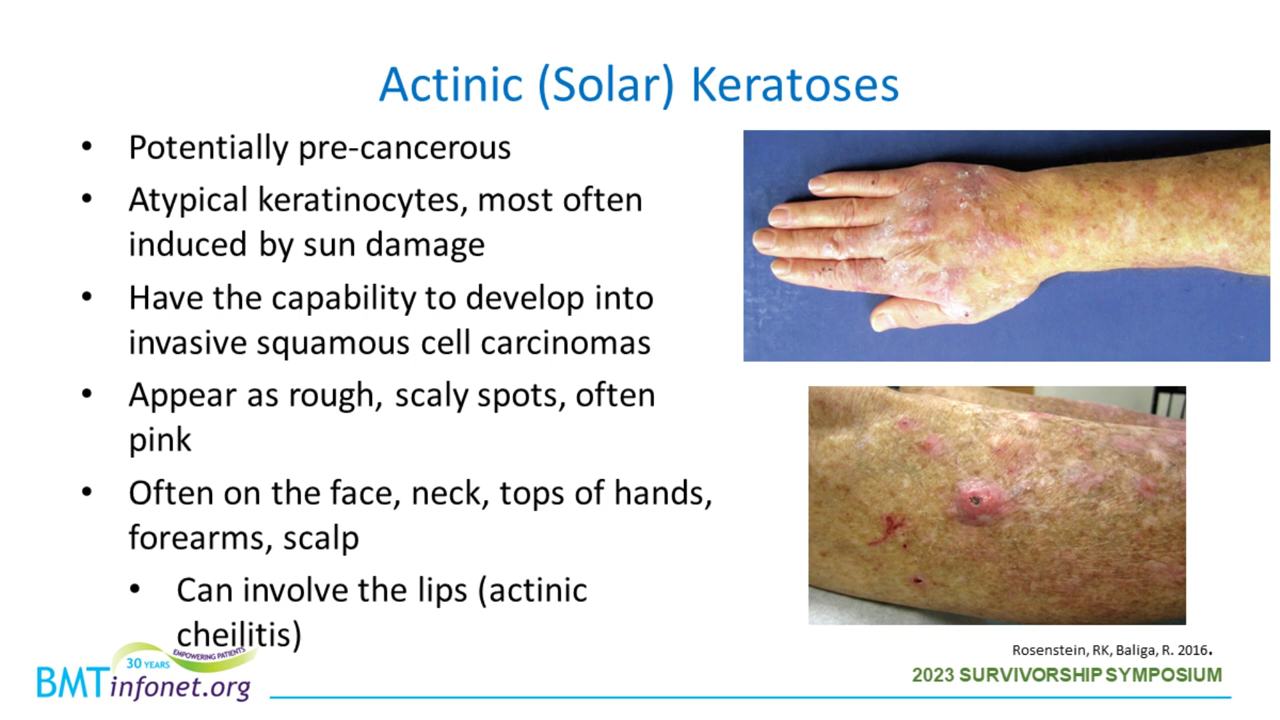 Actinic (Solar) Keratoses
• Potentially pre-cancerous
• Atypical keratinocytes, most often
induced by sun damage
• Have the capability to develop into
invasive squamous cell carcinomas
• Appear as rough, scaly spots, often
pink
• Often on the face, neck, tops of hands,
forearms, scalp
• Can involve the lips (actinic
cheilitis)
Rosenstein, RK, Baliga, R. 2016.
30 YEARS EMPOWERING PATIENTS
BMTinfonet.org
2023 SURVIVORSHIP SYMPOSIUM